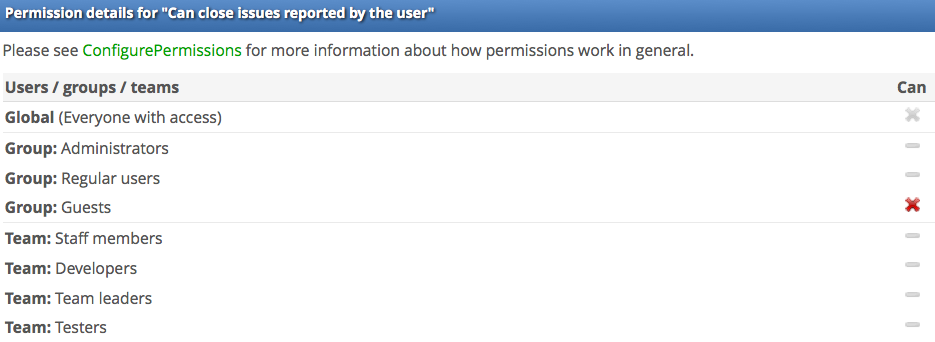 Permission details for "Can close issues reported by the user"
Please see ConfigurePermissions for more information about how permissions work in general.
Users / groups / teams Can
Global (Everyone with access)
Group: Administrators
Group: Regular users
Group: Guests
Team: Staff members
Team: Developers
Team: Team leaders
Team: Testers